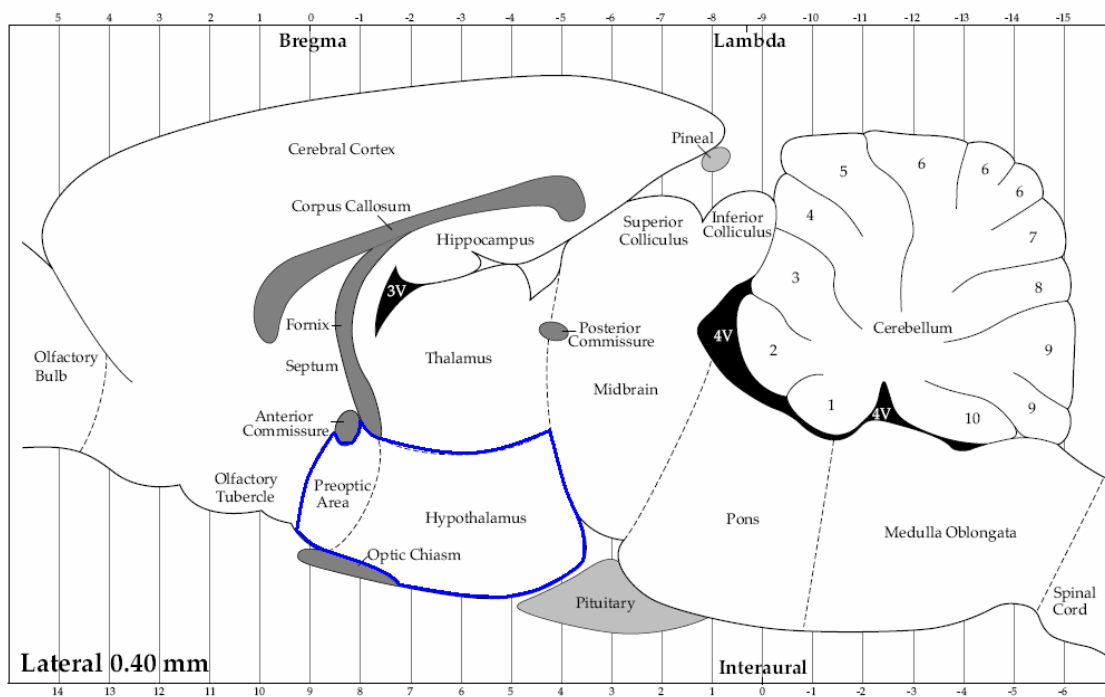 5 4 3 2 1 0 -1 -2 -3 -4 -5 -6 -7 -8 -9 -10 -11 -12 -13 -14 -15
Bregma
Lambda
Pineal
Cerebral Cortex
5
6
6
6
Corpus Callosum
Hippocampus
Superior
Colliculus
Inferior
Colliculus
4
7
3V
3
8
Fornix
4V
Posterior
Commissure
Cerebellum
Olfactory
Bulb
Septum
Thalamus
Midbrain
2
9
Anterior
Commissure
1
4V
10
9
Olfactory
Tubercle
Preoptic
Area
Hypothalamus
Pons
Medulla Oblongata
Optic Chiasm
Pituitary
Spinal
Cord
Lateral 0.40 mm
Interaural
14 13 12 11 10 9 8 7 6 5 4 3 2 1 0 -1 -2 -3 -4 -5 -6